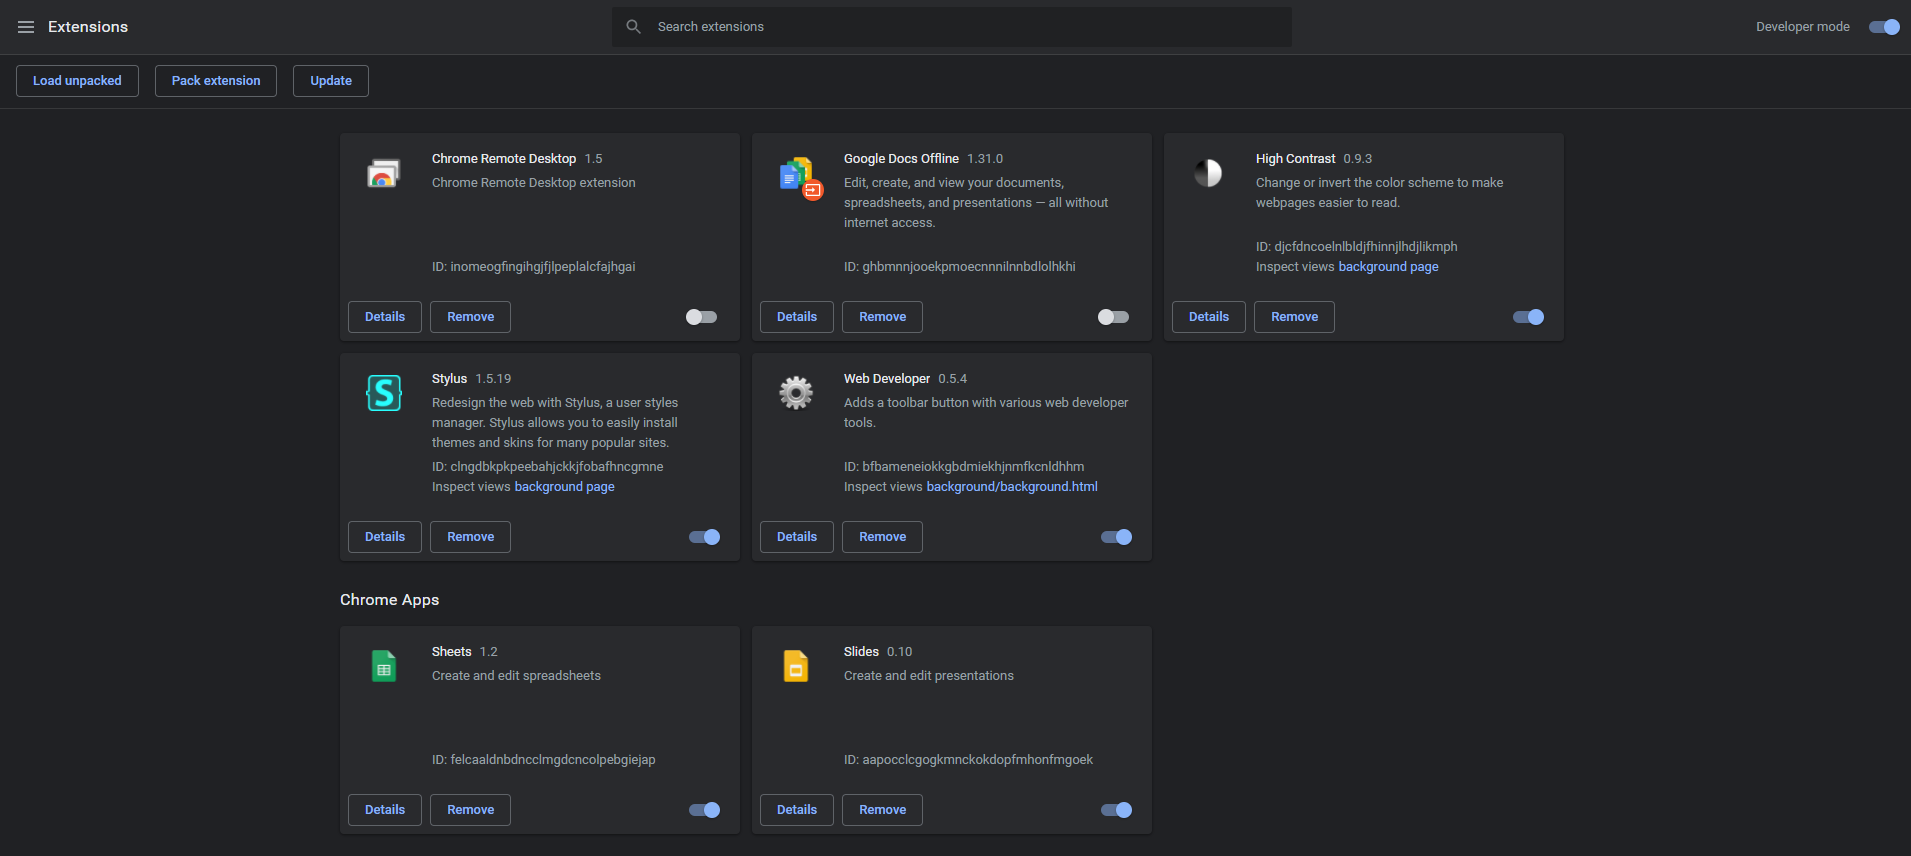 Extensions
Search extensions
Developer mode
Load unpacked
Pack extension
Update
Chrome Remote Desktop 1.5
Chrome Remote Desktop extension
ID: inomeogfingihgjfjlpeplalcfajhgai
Details
Remove
Google Docs Offline 1.31.0
Edit, create, and view your documents,
spreadsheets, and presentations — all without
internet access.
ID: ghbmnnjooekpmoecnnnilnnbdlolhkhi
Details
Remove
High Contrast 0.9.3
Change or invert the color scheme to make
webpages easier to read.
ID: djcfdncoelnlbldjfhinnjlhdjlikmph
Inspect views background page
Details
Remove
Stylus 1.5.19
Redesign the web with Stylus, a user styles
manager. Stylus allows you to easily install
themes and skins for many popular sites.
ID: clngdbkpkpeebahjckkjfobafhncgmne
Inspect views background page
Details
Remove
Web Developer 0.5.4
Adds a toolbar button with various web developer
tools.
ID: bfbameneiokkgbdmiekhjnmfkcnldhhm
Inspect views background/background.html
Details
Remove
Chrome Apps
Sheets 1.2
Create and edit spreadsheets
ID: felcaaldnbdncclmgdcncolpebgiejap
Details
Remove
Slides 0.10
Create and edit presentations
ID: aapocclcgogkmnckokdopfmhonfmgoek
Details
Remove